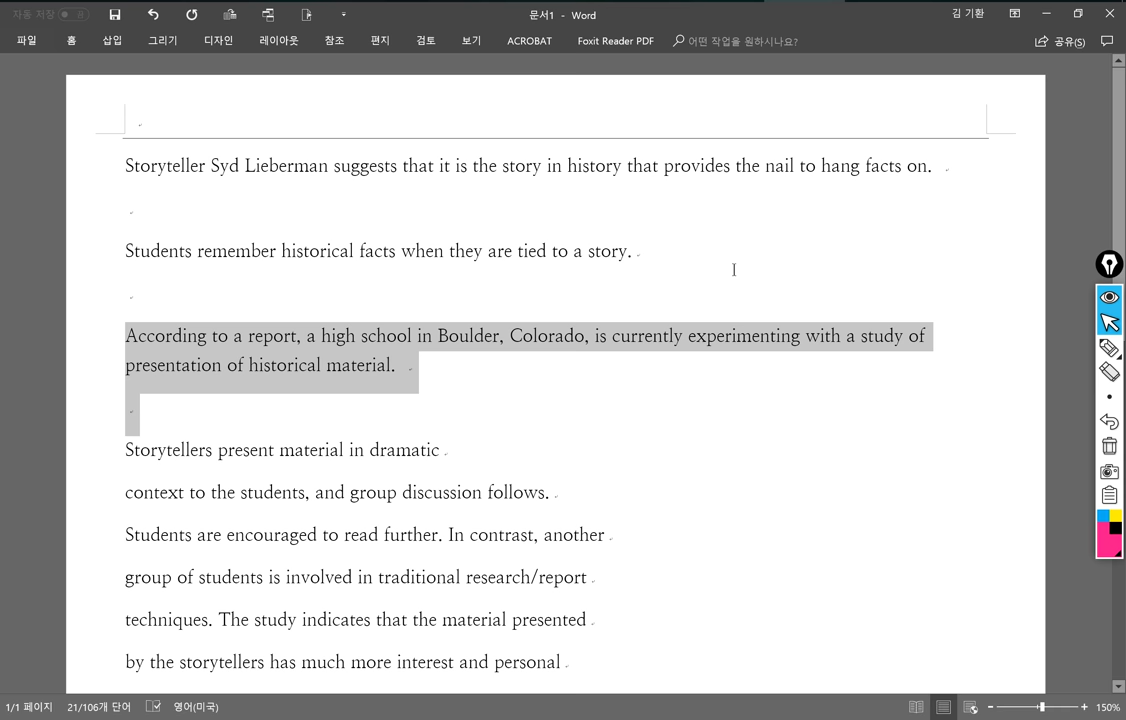 자동 저장
문서1 - Word
김 기환
파일 홈 삽입 그리기 디자인 레이아웃 참조 편지 검토 보기 ACROBAT Foxit Reader PDF 어떤 작업을 원하시나요? 공유(S)
Storyteller Syd Lieberman suggests that it is the story in history that provides the nail to hang facts on.
Students remember historical facts when they are tied to a story.
According to a report, a high school in Boulder, Colorado, is currently experimenting with a study of
presentation of historical material.
Storytellers present material in dramatic
context to the students, and group discussion follows.
Students are encouraged to read further. In contrast, another
group of students is involved in traditional research/report
techniques. The study indicates that the material presented
by the storytellers has much more interest and personal
1/1 페이지 21/106개 단어 영어(미국) 150%